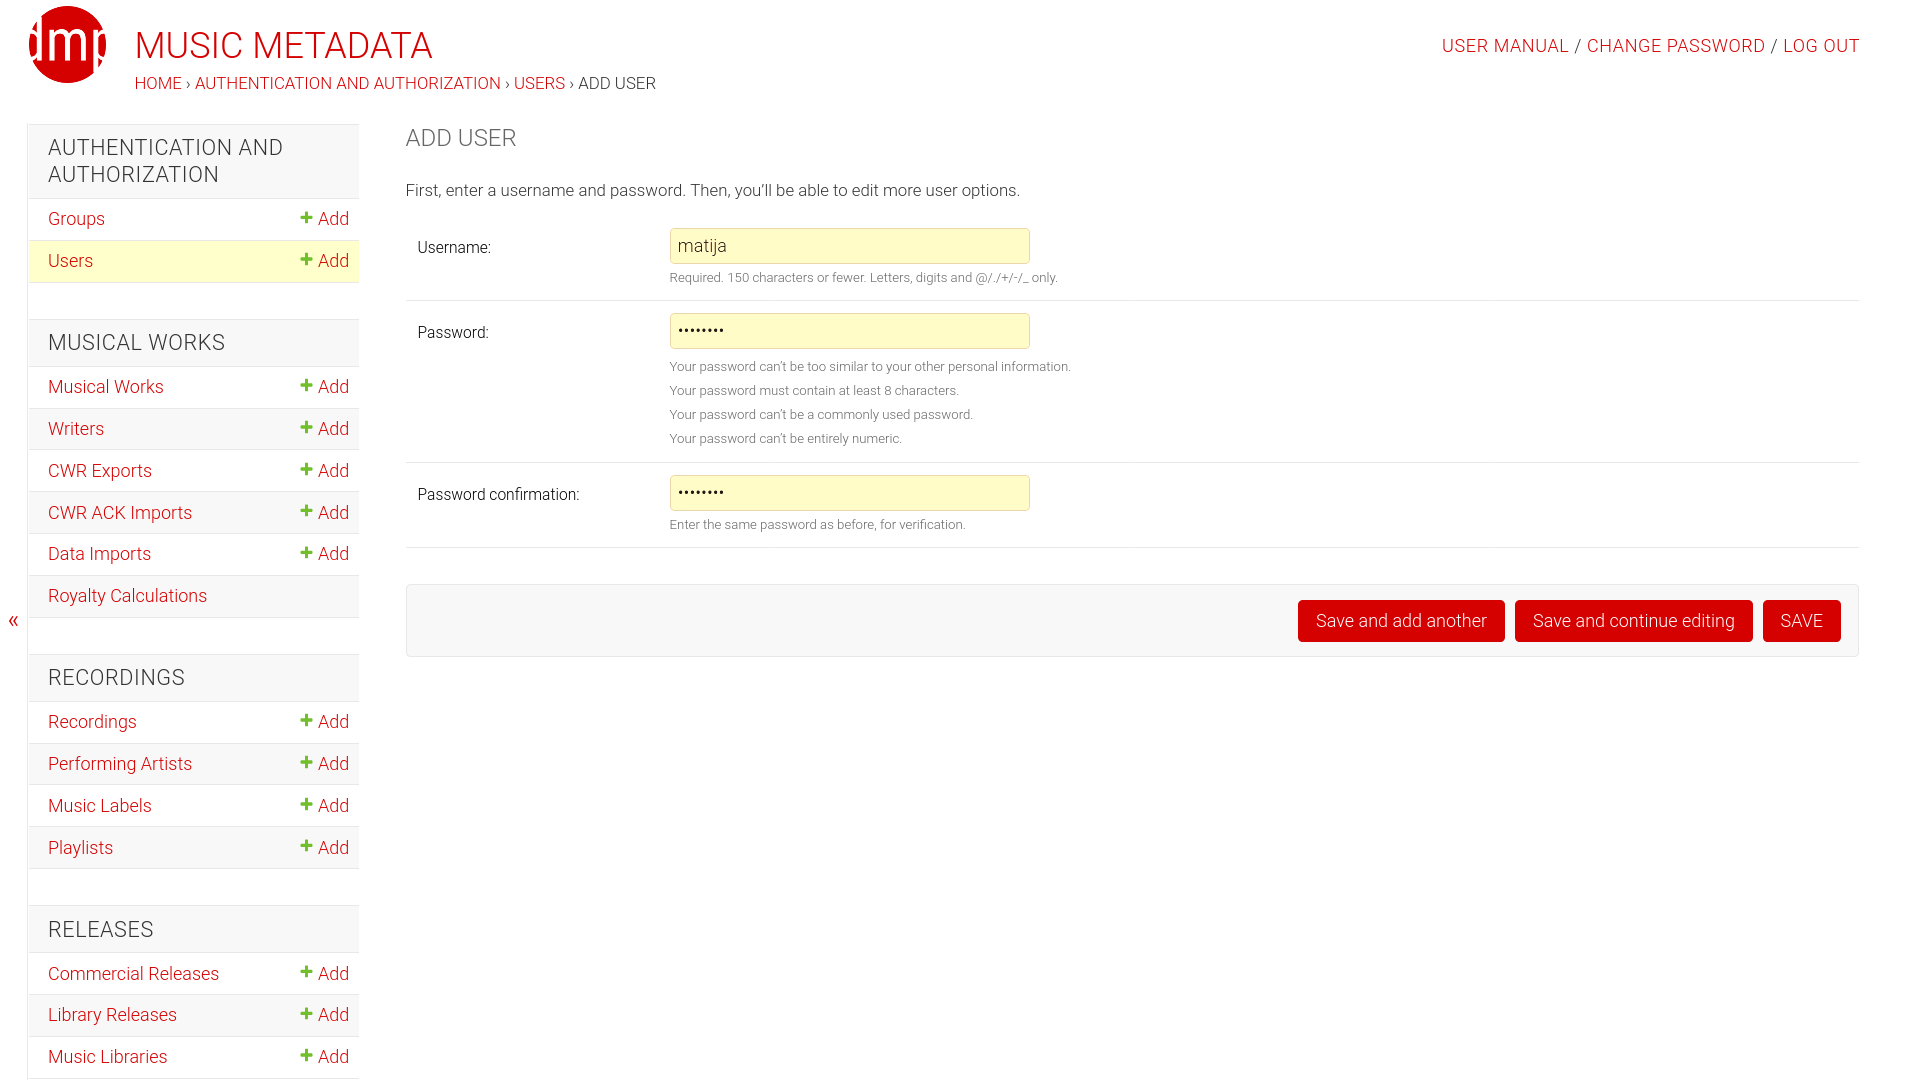 dmp
MUSIC METADATA
USER MANUAL / CHANGE PASSWORD / LOG OUT
HOME › AUTHENTICATION AND AUTHORIZATION › USERS › ADD USER
AUTHENTICATION AND
AUTHORIZATION
Groups + Add
Users + Add
MUSICAL WORKS
Musical Works + Add
Writers + Add
CWR Exports + Add
CWR ACK Imports + Add
Data Imports + Add
Royalty Calculations
«
RECORDINGS
Recordings + Add
Performing Artists + Add
Music Labels + Add
Playlists + Add
RELEASES
Commercial Releases + Add
Library Releases + Add
Music Libraries + Add
ADD USER
First, enter a username and password. Then, you’ll be able to edit more user options.
Username: matija
Required. 150 characters or fewer. Letters, digits and @/./+/-/_ only.
Password: ••••••••
Your password can’t be too similar to your other personal information.
Your password must contain at least 8 characters.
Your password can’t be a commonly used password.
Your password can’t be entirely numeric.
Password confirmation: ••••••••
Enter the same password as before, for verification.
Save and add another Save and continue editing SAVE